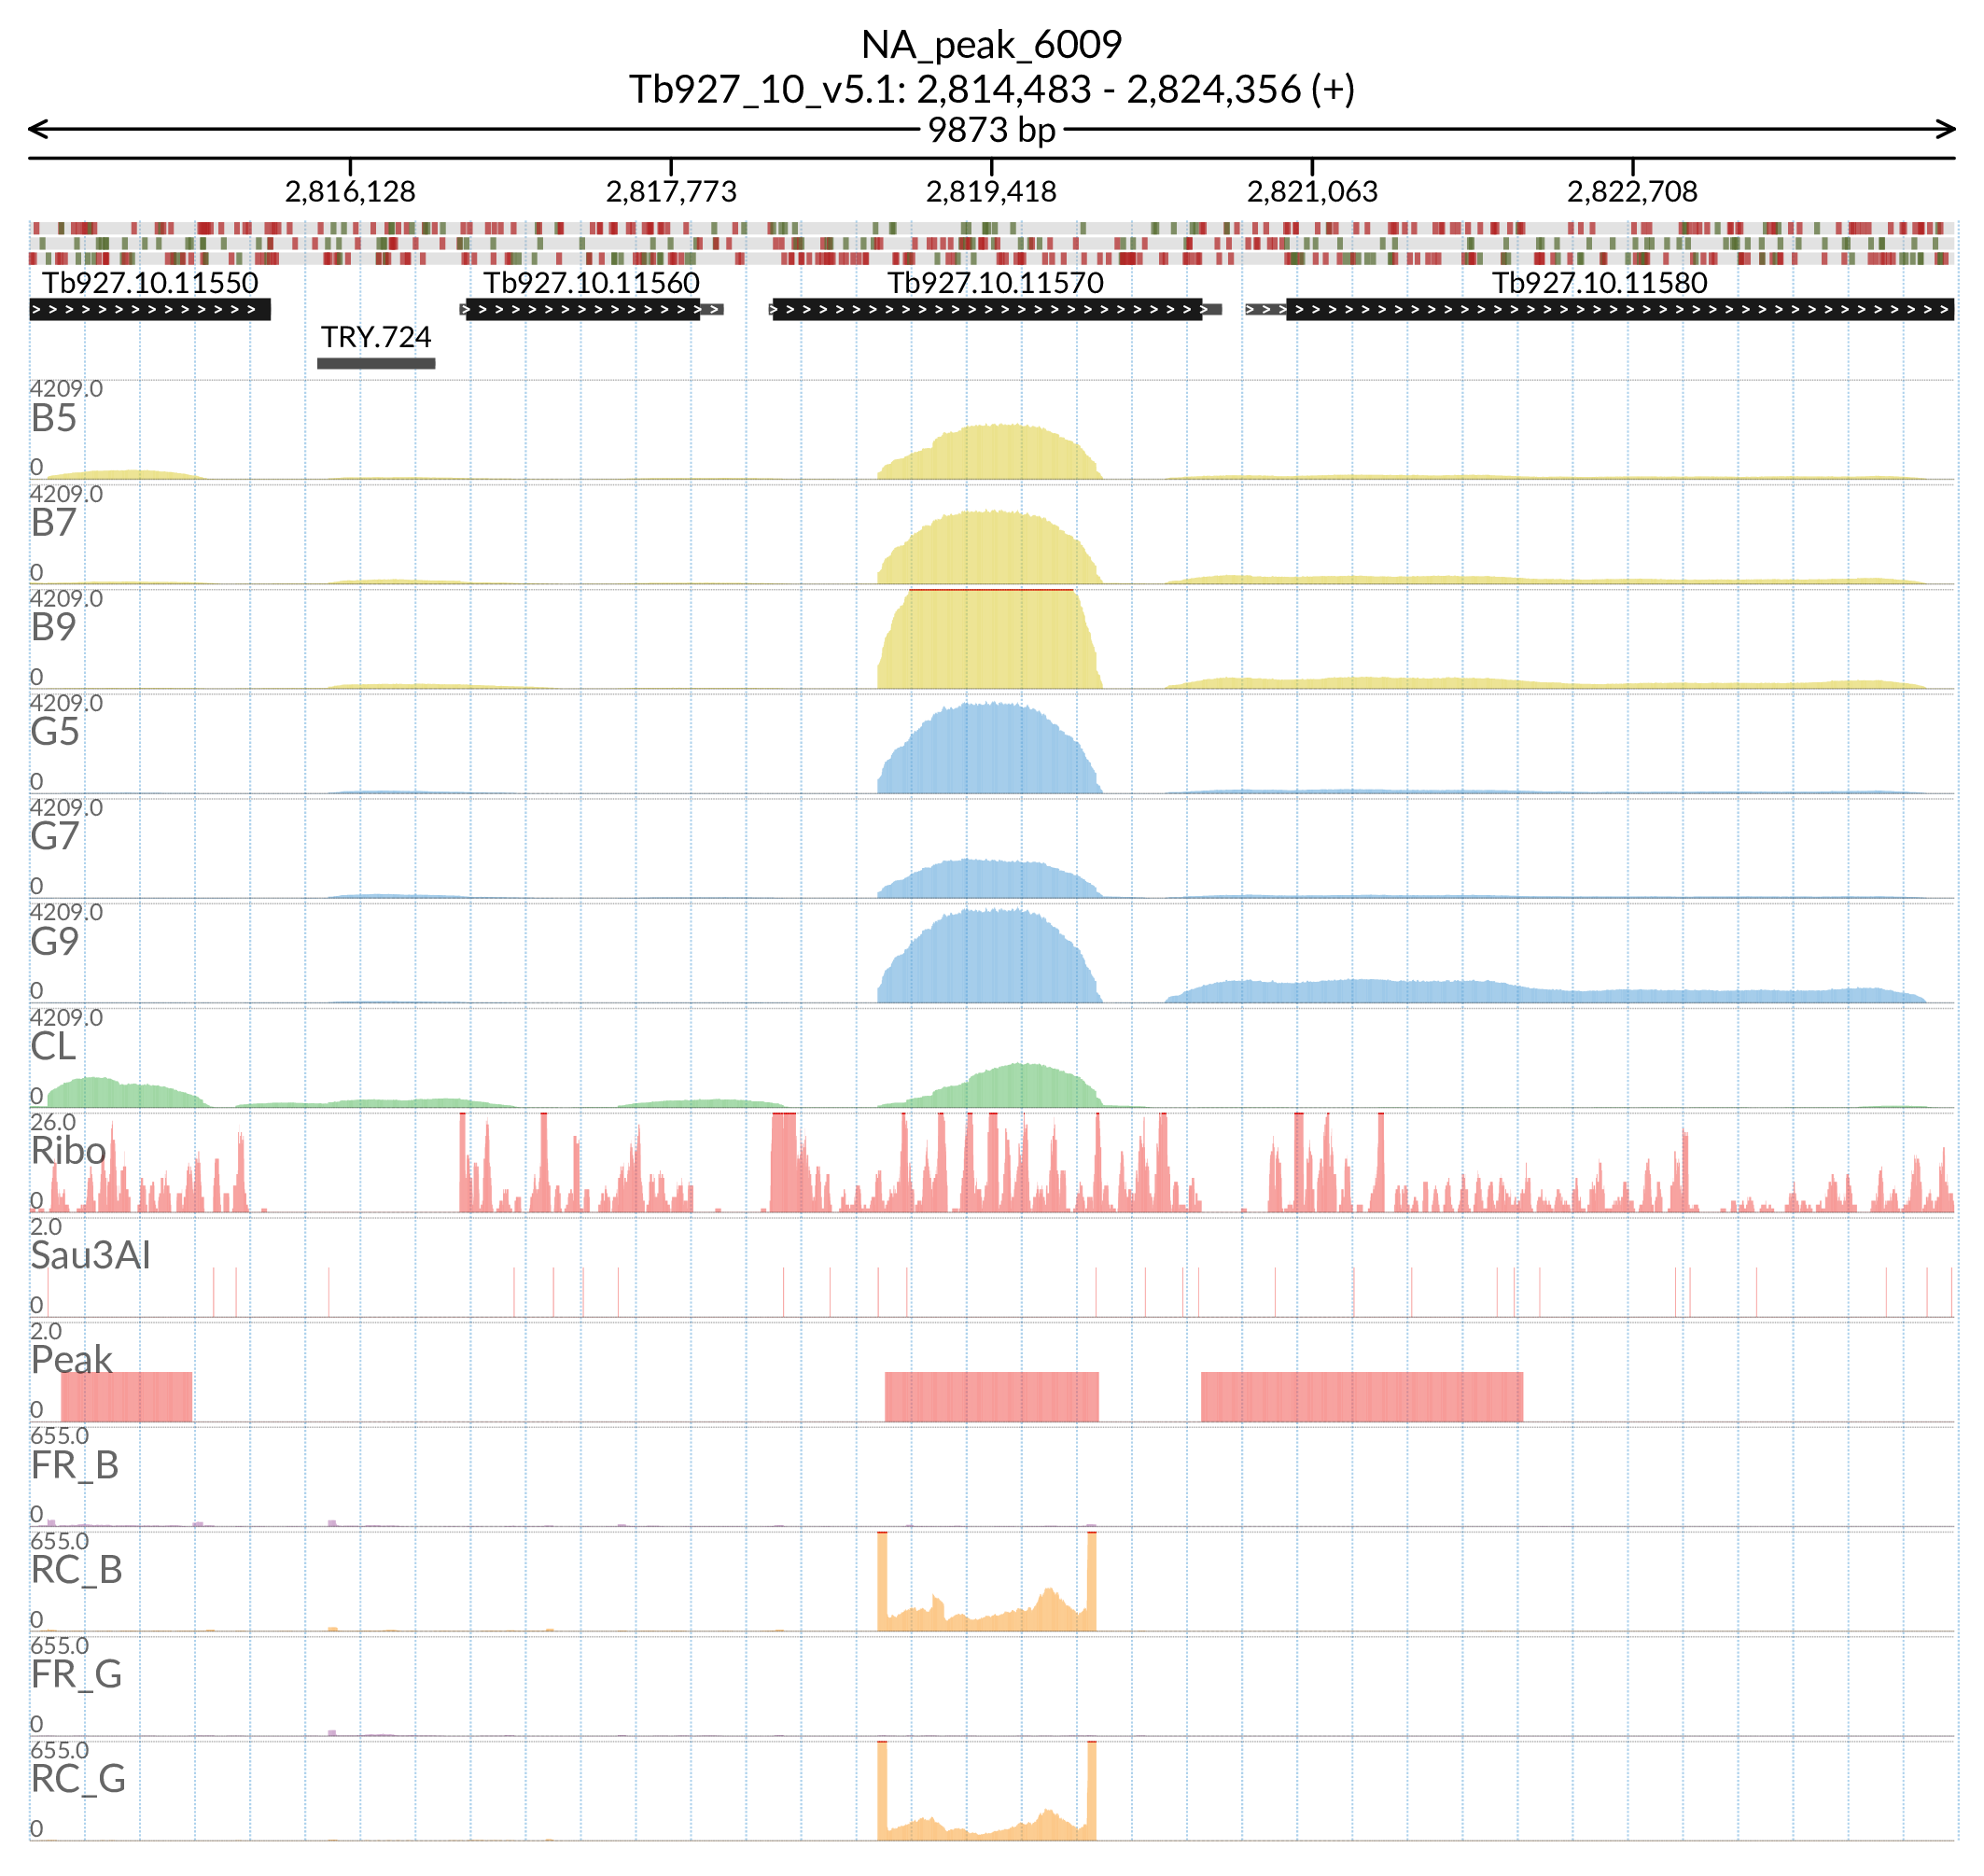 NA_peak_6009
Tb927_10_v5.1: 2,814,483 - 2,824,356 (+)
9873 bp
2,816,128 2,817,773 2,819,418 2,821,063 2,822,708
Tb927.10.11550 Tb927.10.11560 Tb927.10.11570 Tb927.10.11580
TRY.724
4209.0
B5
0
4209.0
B7
0
4209.0
B9
0
4209.0
G5
0
4209.0
G7
0
4209.0
G9
0
4209.0
CL
0
26.0
Ribo
0
2.0
Sau3AI
0
2.0
Peak
0
655.0
FR_B
0
655.0
RC_B
0
655.0
FR_G
0
655.0
RC_G
0